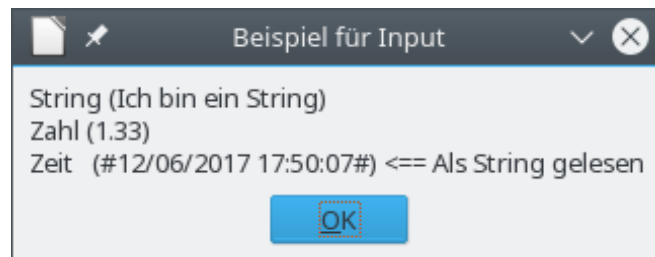 Beispiel für Input
String (Ich bin ein String)
Zahl (1.33)
Zeit (#12/06/2017 17:50:07#) <== Als String gelesen
OK